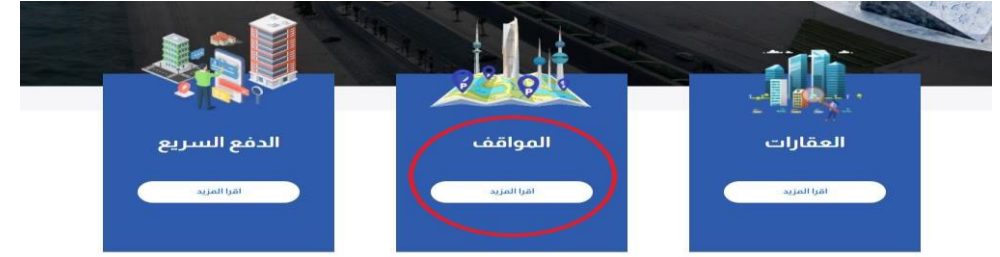 العقارات
اقرا المزيد
المواقف
اقرا المزيد
الدفع السريع
اقرا المزيد